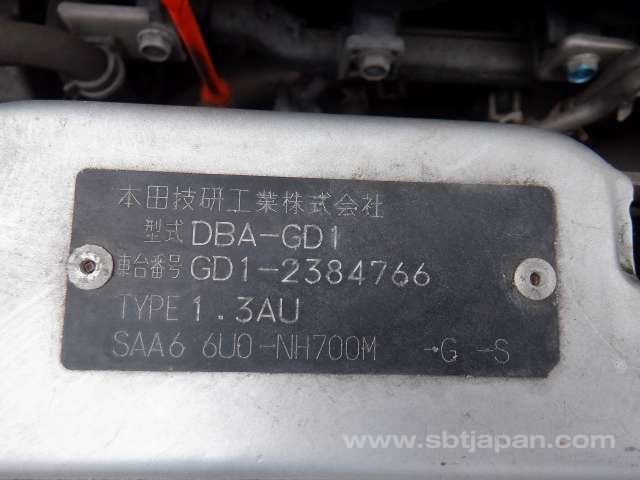 本田技研工業株式会社
型式 DBA-GD1
車台番号 GD1-2384766
TYPE 1.3AU
SAA6 6U0-NH700M →G →S
www.sbtjapan.com